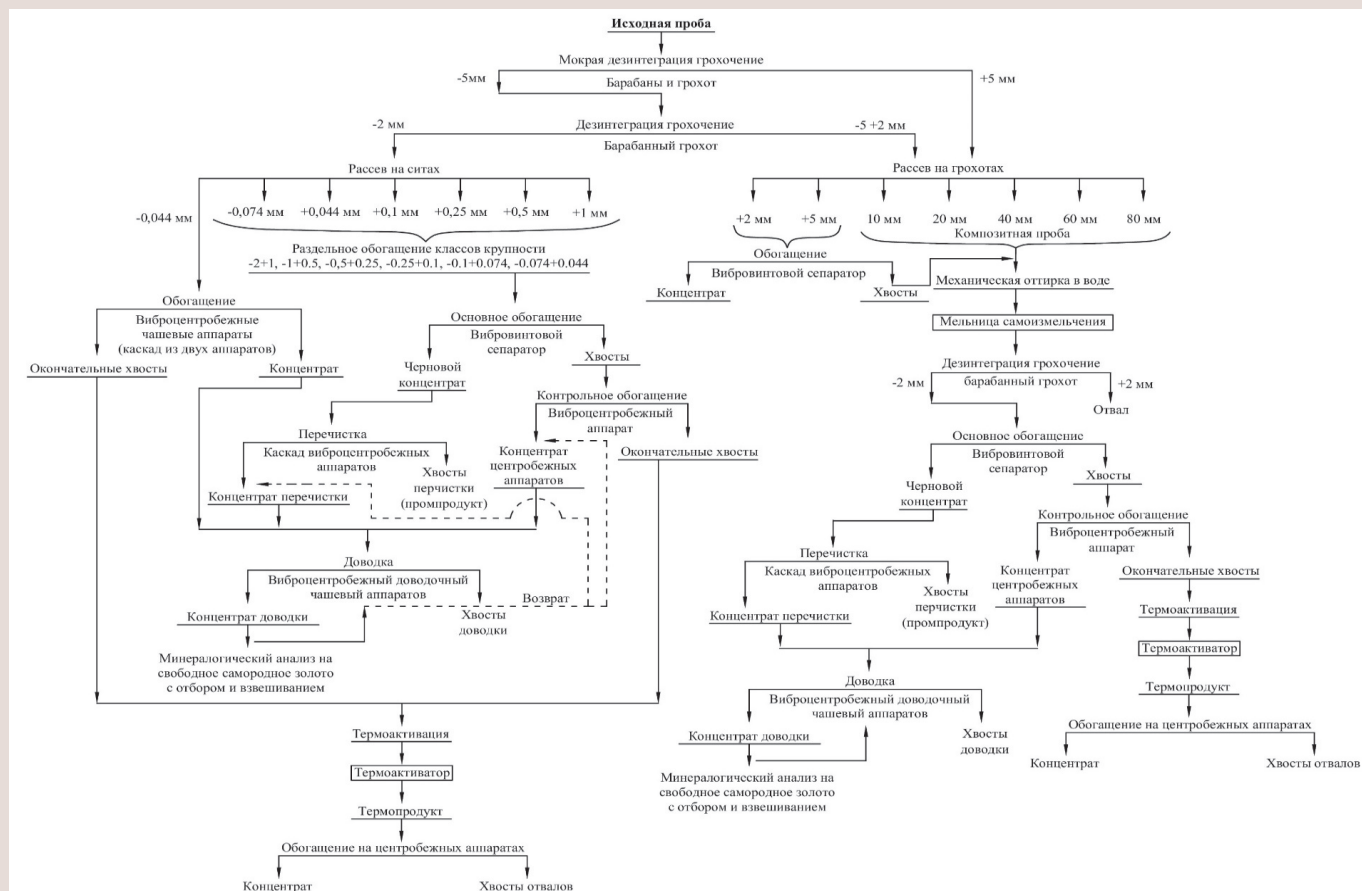 Исходная проба
Мокрая дезинтеграция грохочение
-5мм
Барабаны и грохот
+5 мм
-2 мм
Дезинтеграция грохочение
-5 +2 мм
Барабанный грохот
Рассев на ситах
Рассев на грохотах
-0,044 мм
-0,074 мм
+0,044 мм
+0,1 мм
+0,25 мм
+0,5 мм
+1 мм
+2 мм
+5 мм
10 мм
20 мм
40 мм
60 мм
80 мм
Композитная проба
Раздельное обогащение классов крупности
-2+1, -1+0.5, -0,5+0.25, -0.25+0.1, -0.1+0.074, -0.074+0.044
Обогащение
Вибровинтовой сепаратор
Концентрат
Хвосты
Механическая оттирка в воде
Мельница самоизмельчения
Обогащение
Виброцентробежные
чашевые аппараты
(каскад из двух аппаратов)
Окончательные хвосты
Концентрат
Основное обогащение
Вибровинтовой
сепаратор
Черновой
концентрат
Хвосты
Контрольное обогащение
Виброцентробежный
аппарат
Перечистка
Каскад виброцентробежных
аппаратов
Концентрат перечистки
Хвосты
перчистки
(промпродукт)
Концентрат
центробежных
аппаратов
Окончательные хвосты
Доводка
Виброцентробежный доводочный
чашевый аппаратов
Возврат
Концентрат доводки
Хвосты
доводки
Минералогический анализ на
свободное самородное золото
с отбором и взвешиванием
Термоактивация
Термоактиватор
Термопродукт
Обогащение на центробежных аппаратах
Концентрат
Хвосты отвалов
Дезинтеграция грохочение
-2 мм
барабанный грохот
+2 мм
Отвал
Основное обогащение
Вибровинтовой
сепаратор
Черновой
концентрат
Хвосты
Контрольное обогащение
Виброцентробежный
аппарат
Перечистка
Каскад виброцентробежных
аппаратов
Концентрат перечистки
Хвосты
перчистки
(промпродукт)
Концентрат
центробежных
аппаратов
Окончательные хвосты
Термоактивация
Термоактиватор
Термопродукт
Обогащение на центробежных аппаратах
Концентрат
Хвосты отвалов
Доводка
Виброцентробежный доводочный
чашевый аппаратов
Концентрат доводки
Хвосты
доводки
Минералогический анализ на
свободное самородное золото
с отбором и взвешиванием